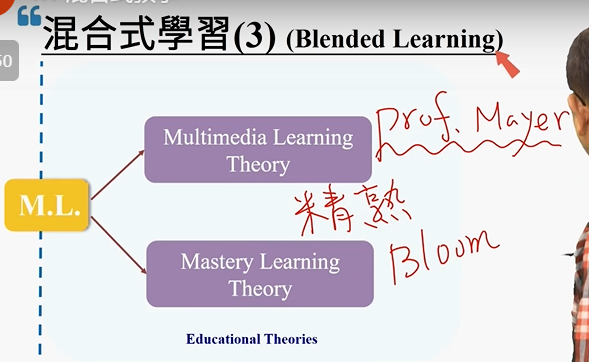 混合式學習(3) (Blended Learning)
Multimedia Learning
Theory
Prof. Mayer
M.L.
精熟
Mastery Learning
Theory
Bloom
Educational Theories